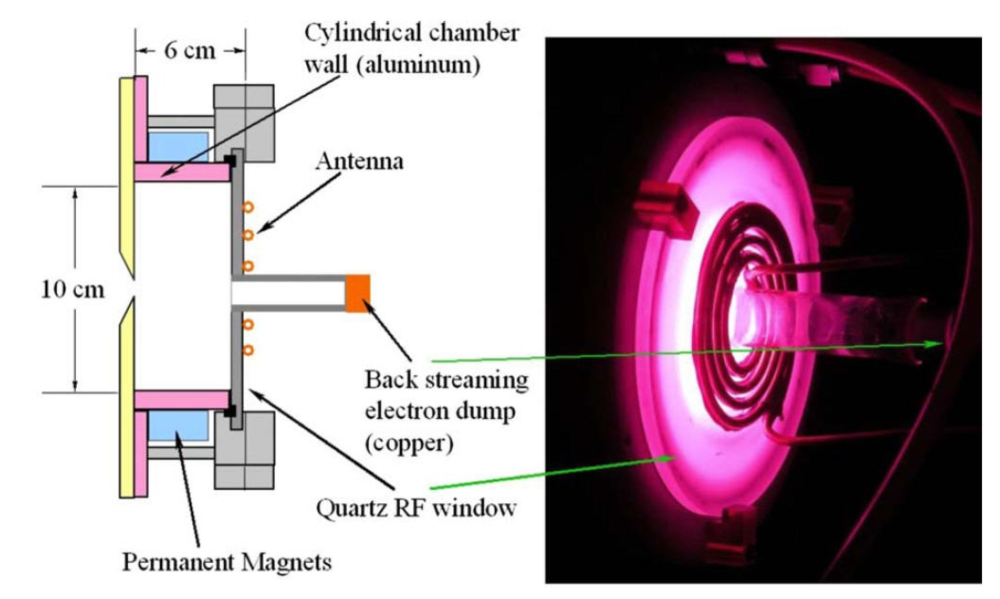 6 cm
Cylindrical chamber
wall (aluminum)
Antenna
10 cm
Back streaming
electron dump
(copper)
Quartz RF window
Permanent Magnets